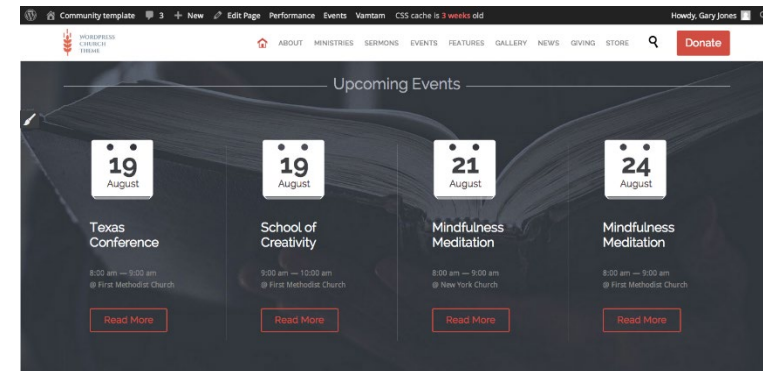 Community template 3 New Edit Page Performance Events Vamtam CSS cache is 3 weeks old Howdy, Gary Jones
WORDPRESS
CHURCH
THEME
ABOUT MINISTRIES SERMONS EVENTS FEATURES GALLERY NEWS GIVING STORE Donate
Upcoming Events
19
August
19
August
21
August
24
August
Texas
Conference
School of
Creativity
Mindfulness
Meditation
Mindfulness
Meditation
8:00 am — 9:00 am
@ First Methodist Church
9:00 am — 10:00 am
@ First Methodist Church
8:00 am — 9:00 am
@ New York Church
8:00 am — 9:00 am
@ First Methodist Church
Read More
Read More
Read More
Read More